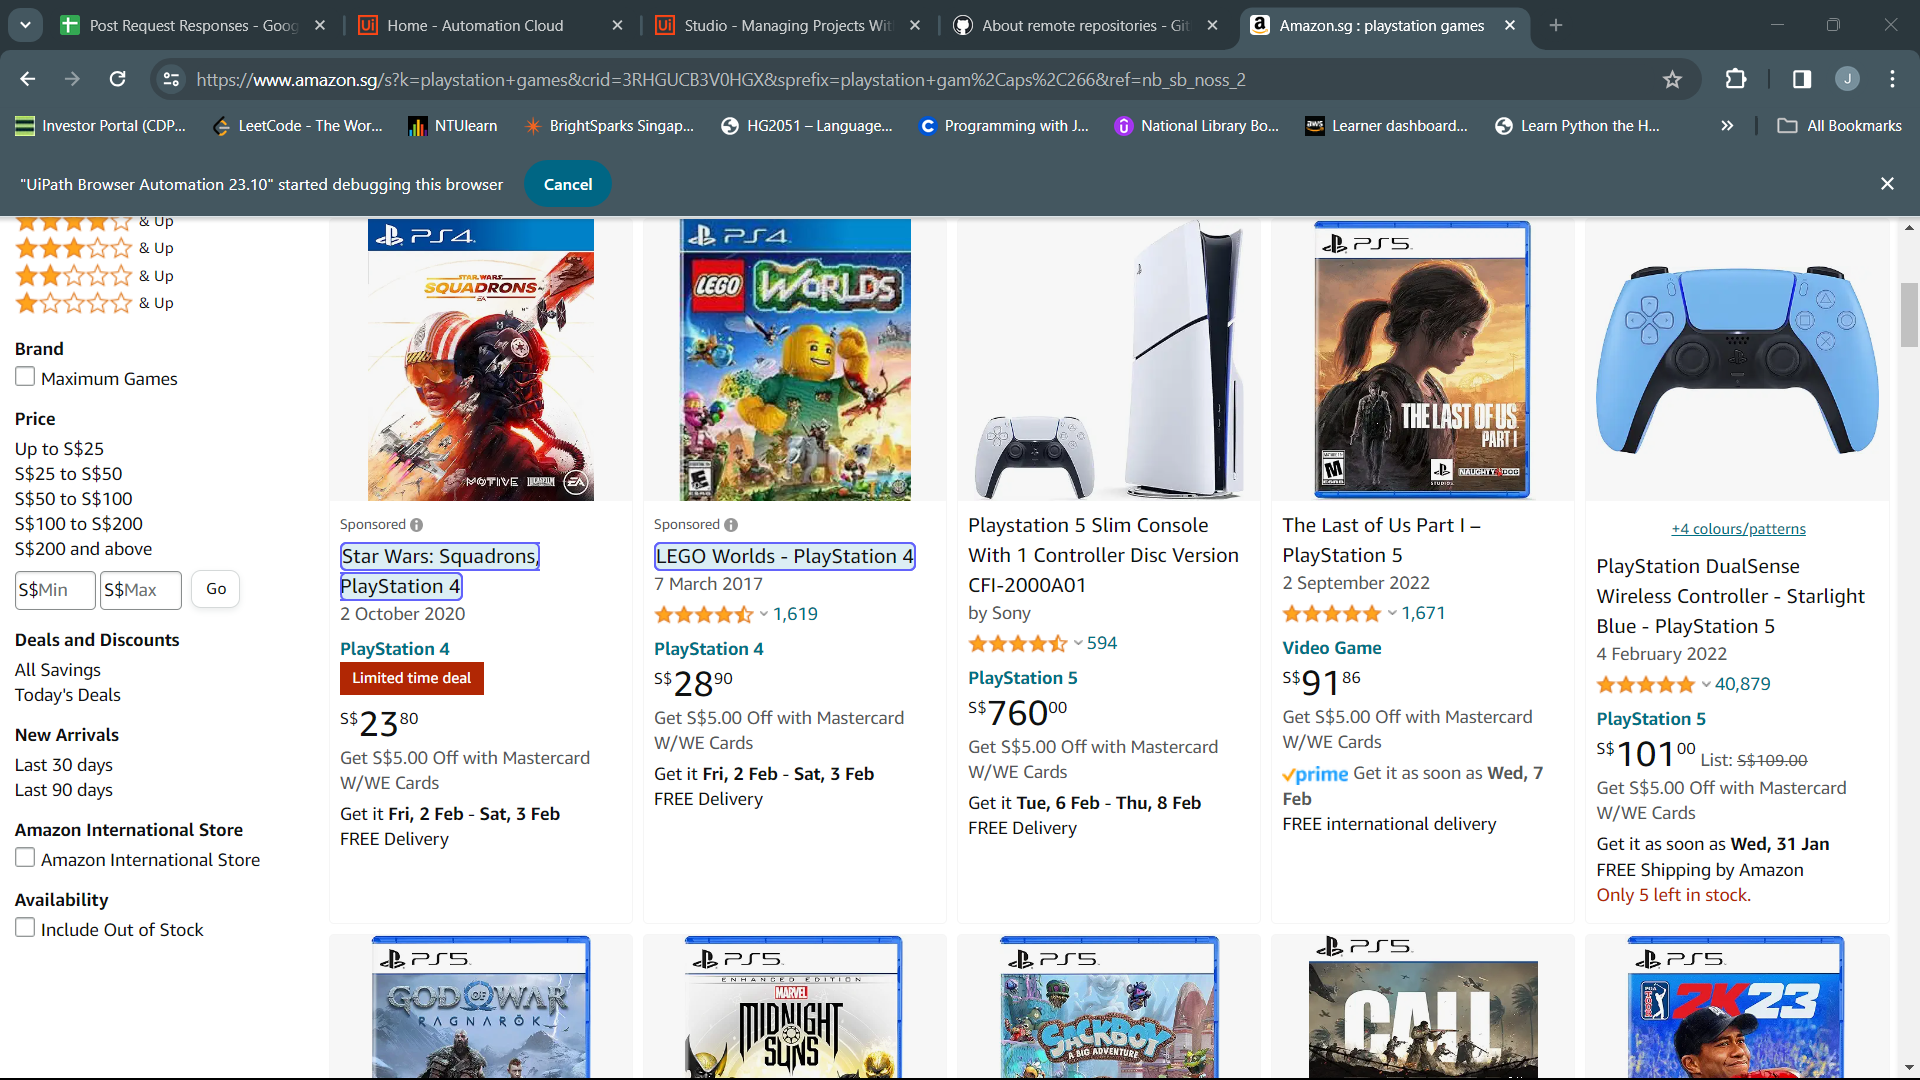 Post Request Responses - Goog
Home - Automation Cloud
Studio - Managing Projects Wit
About remote repositories - Git
Amazon.sg : playstation games
https://www.amazon.sg/s?k=playstation+games&crid=3RHGUCB3V0HGX&sprefix=playstation+gam%2Caps%2C266&ref=nb_sb_noss_2
J
Investor Portal (CDP...
LeetCode - The Wor...
NTUlearn
BrightSparks Singap...
HG2051 – Language...
Programming with J...
National Library Bo...
Learner dashboard...
Learn Python the H...
All Bookmarks
"UiPath Browser Automation 23.10" started debugging this browser
Cancel
& Up
& Up
& Up
& Up
Brand
Maximum Games
Price
Up to S$25
S$25 to S$50
S$50 to S$100
S$100 to S$200
S$200 and above
S$Min
S$Max
Go
Deals and Discounts
All Savings
Today's Deals
New Arrivals
Last 30 days
Last 90 days
Amazon International Store
Amazon International Store
Availability
Include Out of Stock
PS4
STAR WARS
SQUADRONS
MOTIVE
EA
Sponsored
Star Wars: Squadrons,
PlayStation 4
2 October 2020
PlayStation 4
Limited time deal
S$23.80
Get S$5.00 Off with Mastercard
W/WE Cards
Get it Fri, 2 Feb - Sat, 3 Feb
FREE Delivery
PS4
LEGO WORLDS
Sponsored
LEGO Worlds - PlayStation 4
7 March 2017
1,619
PlayStation 4
S$28.90
Get S$5.00 Off with Mastercard
W/WE Cards
Get it Fri, 2 Feb - Sat, 3 Feb
FREE Delivery
Playstation 5 Slim Console
With 1 Controller Disc Version
CFI-2000A01
by Sony
594
PlayStation 5
S$760.00
Get S$5.00 Off with Mastercard
W/WE Cards
Get it Tue, 6 Feb - Thu, 8 Feb
FREE Delivery
PS5
THE LAST OF US
PART I
M
NAUGHTY DOG
The Last of Us Part I –
PlayStation 5
2 September 2022
1,671
Video Game
S$91.86
Get S$5.00 Off with Mastercard
W/WE Cards
prime Get it as soon as Wed, 7
Feb
FREE international delivery
+4 colours/patterns
PlayStation DualSense
Wireless Controller - Starlight
Blue - PlayStation 5
4 February 2022
40,879
PlayStation 5
S$101.00 List: S$109.00
Get S$5.00 Off with Mastercard
W/WE Cards
Get it as soon as Wed, 31 Jan
FREE Shipping by Amazon
Only 5 left in stock.
PS5
GOD OF WAR
RAGNARÖK
PS5
ENHANCED EDITION
MARVEL
MIDNIGHT
SUNS
PS5
SACKBOY
A BIG ADVENTURE
PS5
CALL
PS5
PGA TOUR
2K23